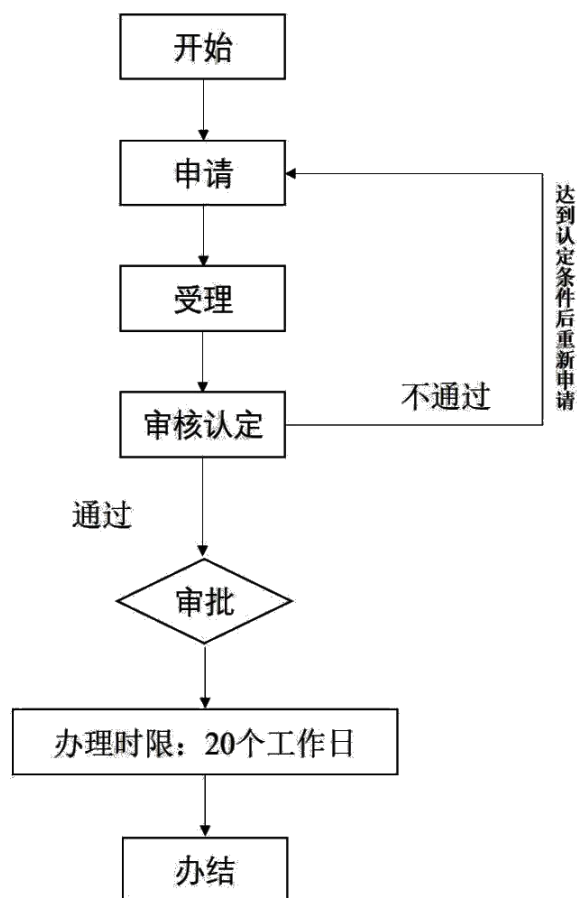 开始
申请
受理
审核认定
不通过
达到认定条件后重新申请
通过
审批
办理时限：20个工作日
办结